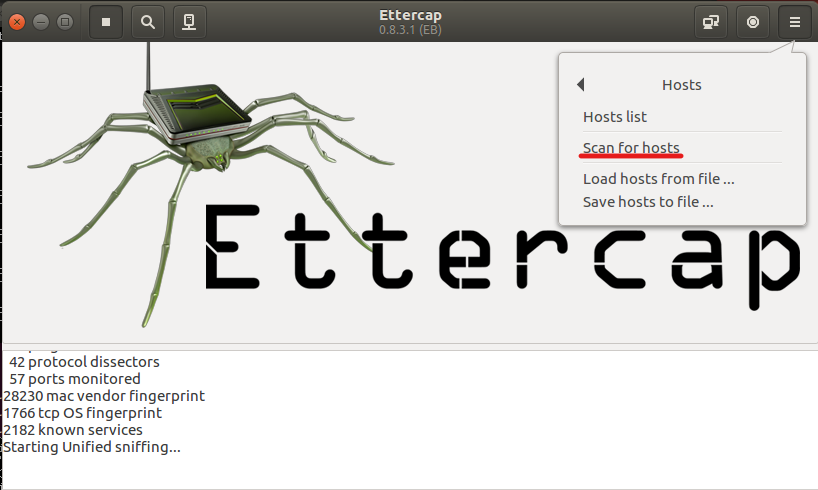 Ettercap
0.8.3.1 (EB)
Hosts
Hosts list
Scan for hosts
Load hosts from file ...
Save hosts to file ...
Ettercap
42 protocol dissectors
57 ports monitored
28230 mac vendor fingerprint
1766 tcp OS fingerprint
2182 known services
Starting Unified sniffing...